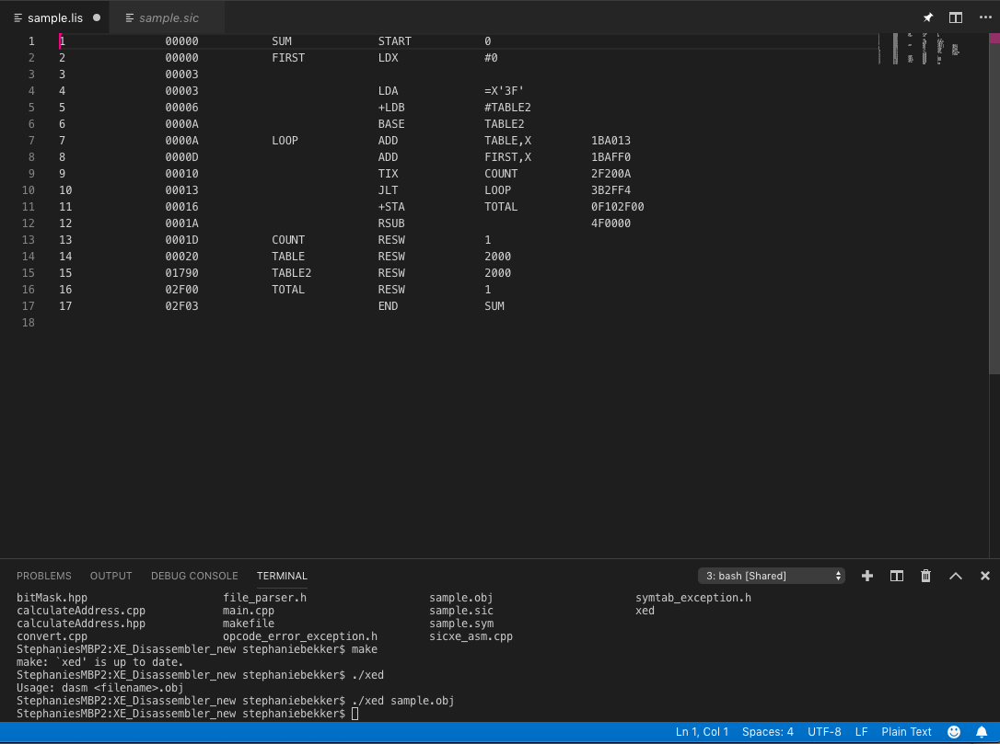 sample.lis sample.sic
1 1 00000 SUM START 0
2 2 00000 FIRST LDX #0
3 3 00003
4 4 00003 LDA =X'3F'
5 5 00006 +LDB #TABLE2
6 6 0000A BASE TABLE2
7 7 0000A LOOP ADD TABLE,X 1BA013
8 8 0000D ADD FIRST,X 1BAFF0
9 9 00010 TIX COUNT 2F200A
10 10 00013 JLT LOOP 3B2FF4
11 11 00016 +STA TOTAL 0F102F00
12 12 0001A RSUB 4F0000
13 13 0001D COUNT RESW 1
14 14 00020 TABLE RESW 2000
15 15 01790 TABLE2 RESW 2000
16 16 02F00 TOTAL RESW 1
17 17 02F03 END SUM
18
PROBLEMS OUTPUT DEBUG CONSOLE TERMINAL 3: bash [Shared]
bitMask.hpp file_parser.h sample.obj symtab_exception.h
calculateAddress.cpp main.cpp sample.sic xed
calculateAddress.hpp makefile sample.sym
convert.cpp opcode_error_exception.h sicxe_asm.cpp
StephaniesMBP2:XE_Disassembler_new stephaniebekker$ make
make: `xed' is up to date.
StephaniesMBP2:XE_Disassembler_new stephaniebekker$ ./xed
Usage: dasm <filename>.obj
StephaniesMBP2:XE_Disassembler_new stephaniebekker$ ./xed sample.obj
StephaniesMBP2:XE_Disassembler_new stephaniebekker$
Ln 1, Col 1 Spaces: 4 UTF-8 LF Plain Text